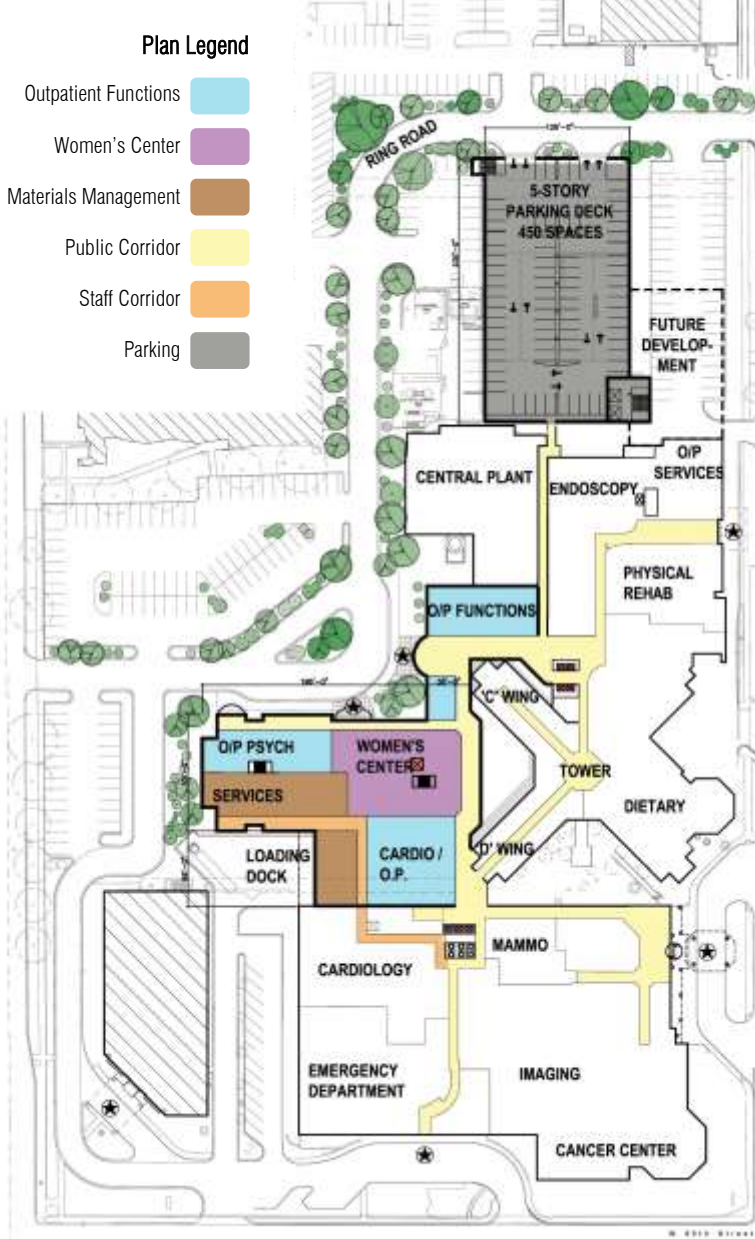 Plan Legend
Outpatient Functions
Women's Center
Materials Management
Public Corridor
Staff Corridor
Parking
RING ROAD
5-STORY
PARKING DECK
450 SPACES
FUTURE
DEVELOP-
MENT
O/P
SERVICES
CENTRAL PLANT
ENDOSCOPY
PHYSICAL
REHAB
O/P FUNCTIONS
'C' WING
O/P PSYCH
WOMEN'S
CENTER
TOWER
SERVICES
DIETARY
LOADING
DOCK
CARDIO /
O.P.
'D' WING
MAMMO
CARDIOLOGY
EMERGENCY
DEPARTMENT
IMAGING
CANCER CENTER